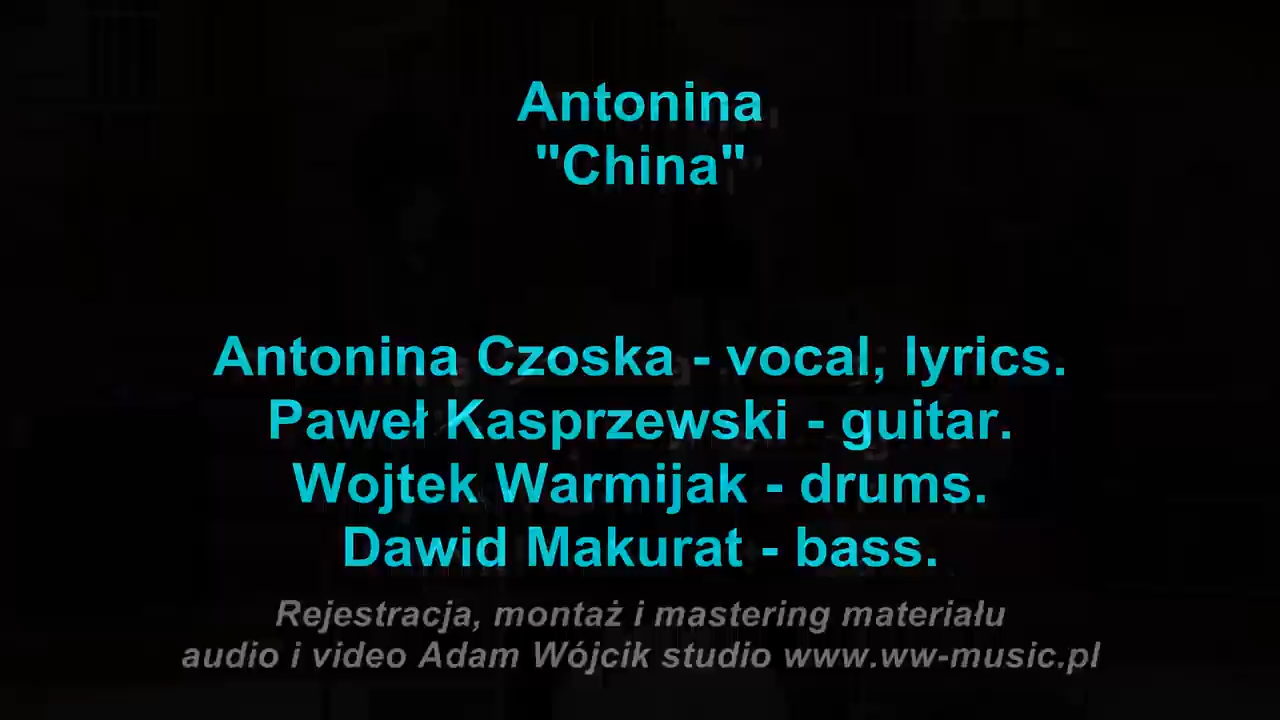 Antonina
"China"
Antonina Czoska - vocal, lyrics.
Paweł Kasprzewski - guitar.
Wojtek Warmijak - drums.
Dawid Makurat - bass.
Rejestracja, montaż i mastering materiału
audio i video Adam Wójcik studio www.ww-music.pl